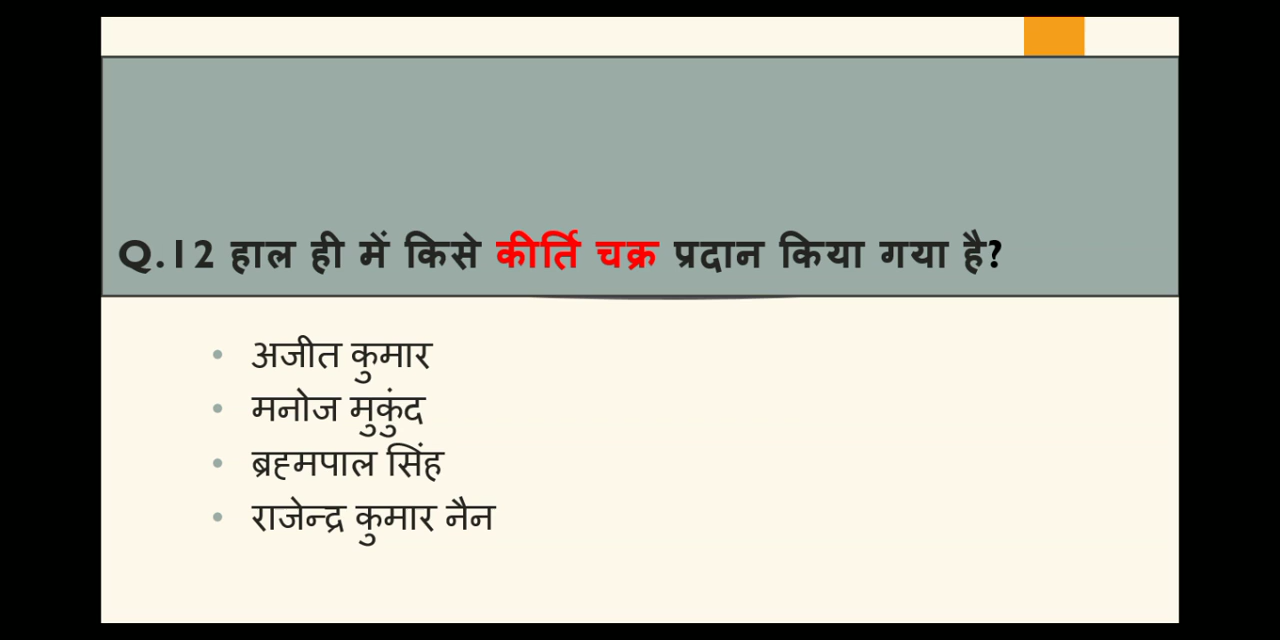 Q.12 हाल ही में किसे कीर्ति चक्र प्रदान किया गया है?
• अजीत कुमार
• मनोज मुकुंद
• ब्रह्मपाल सिंह
• राजेन्द्र कुमार नैन